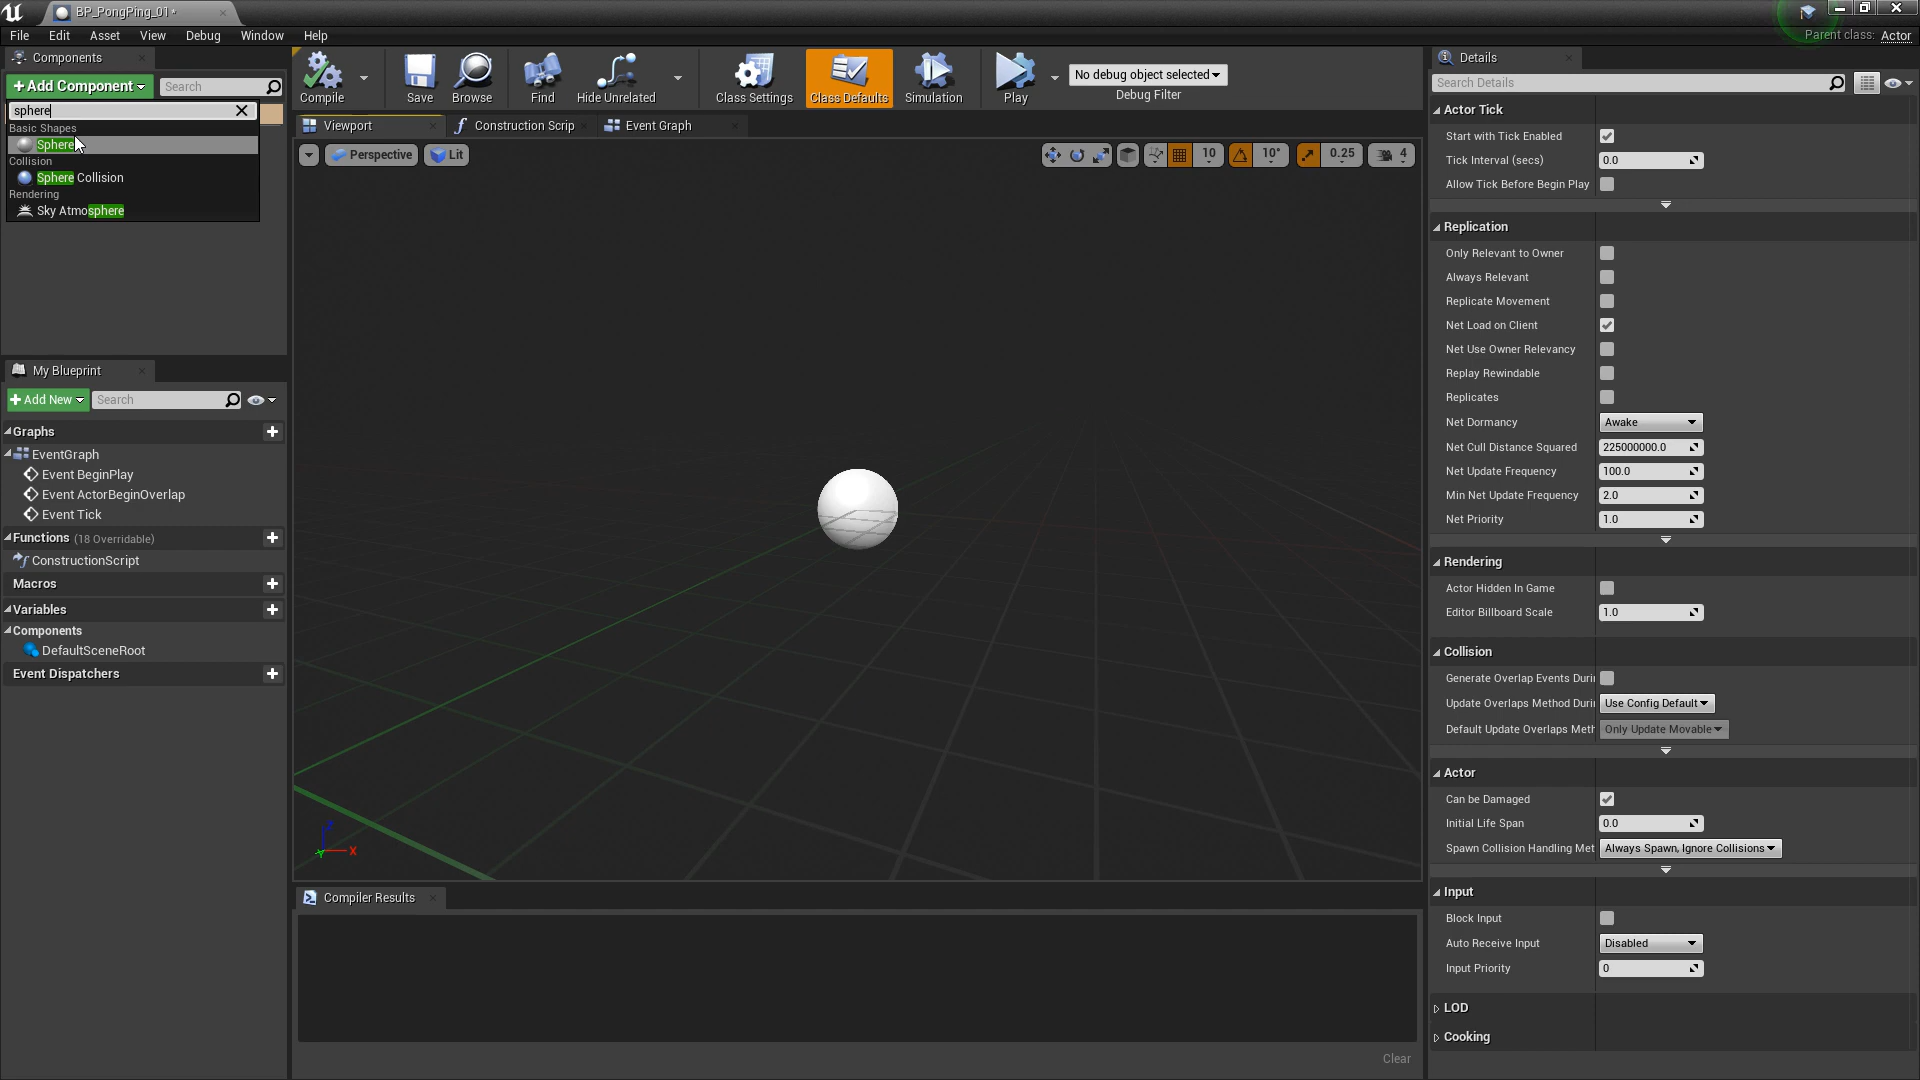 BP_PongPing_01*
File Edit Asset View Debug Window Help
Parent class: Actor
Components
+Add Component
Search
sphere
Basic Shapes
Sphere
Collision
Sphere Collision
Rendering
Sky Atmosphere
My Blueprint
+Add New
Search
Graphs
EventGraph
Event BeginPlay
Event ActorBeginOverlap
Event Tick
Functions (18 Overridable)
ConstructionScript
Macros
Variables
Components
DefaultSceneRoot
Event Dispatchers
Compile
Save
Browse
Find
Hide Unrelated
Class Settings
Class Defaults
Simulation
Play
No debug object selected
Debug Filter
Viewport
Construction Scrip
Event Graph
Perspective
Lit
10
10°
0.25
4
Z
X
Y
Compiler Results
Clear
Details
Search Details
Actor Tick
Start with Tick Enabled
Tick Interval (secs) 0.0
Allow Tick Before Begin Play
Replication
Only Relevant to Owner
Always Relevant
Replicate Movement
Net Load on Client
Net Use Owner Relevancy
Replay Rewindable
Replicates
Net Dormancy Awake
Net Cull Distance Squared 225000000.0
Net Update Frequency 100.0
Min Net Update Frequency 2.0
Net Priority 1.0
Rendering
Actor Hidden In Game
Editor Billboard Scale 1.0
Collision
Generate Overlap Events Duri
Update Overlaps Method Duri Use Config Default
Default Update Overlaps Meth Only Update Movable
Actor
Can be Damaged
Initial Life Span 0.0
Spawn Collision Handling Met Always Spawn, Ignore Collisions
Input
Block Input
Auto Receive Input Disabled
Input Priority 0
LOD
Cooking